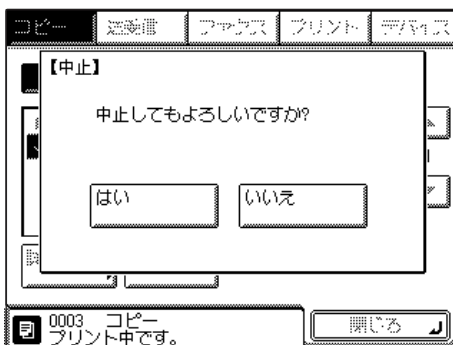 コピー
送受信
ファクス
プリント
デバイス
【中止】
中止してもよろしいですか?
はい
いいえ
0003 コピー
プリント中です。
閉じる